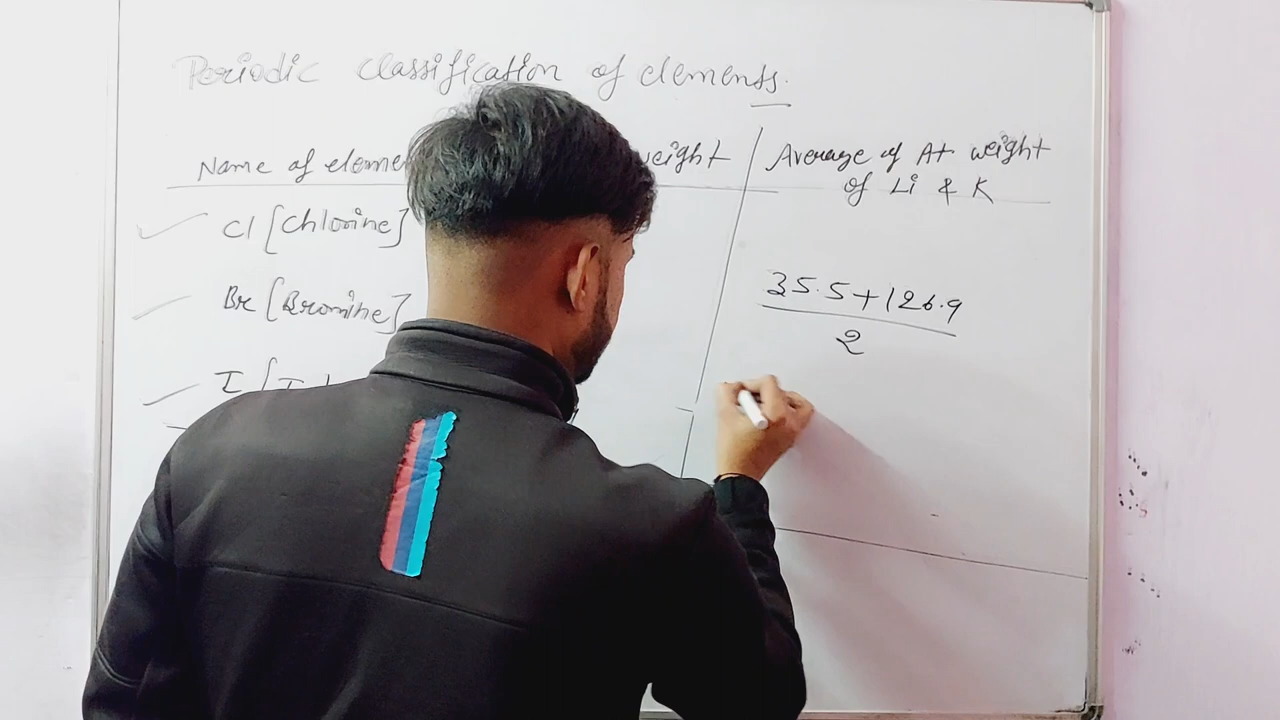 Periodic classification of elements.
Name of eleme weight
Average of At weight
of Li & K
Cl [Chlorine]
Br [Bromine]
35.5+126.9
2
I [I